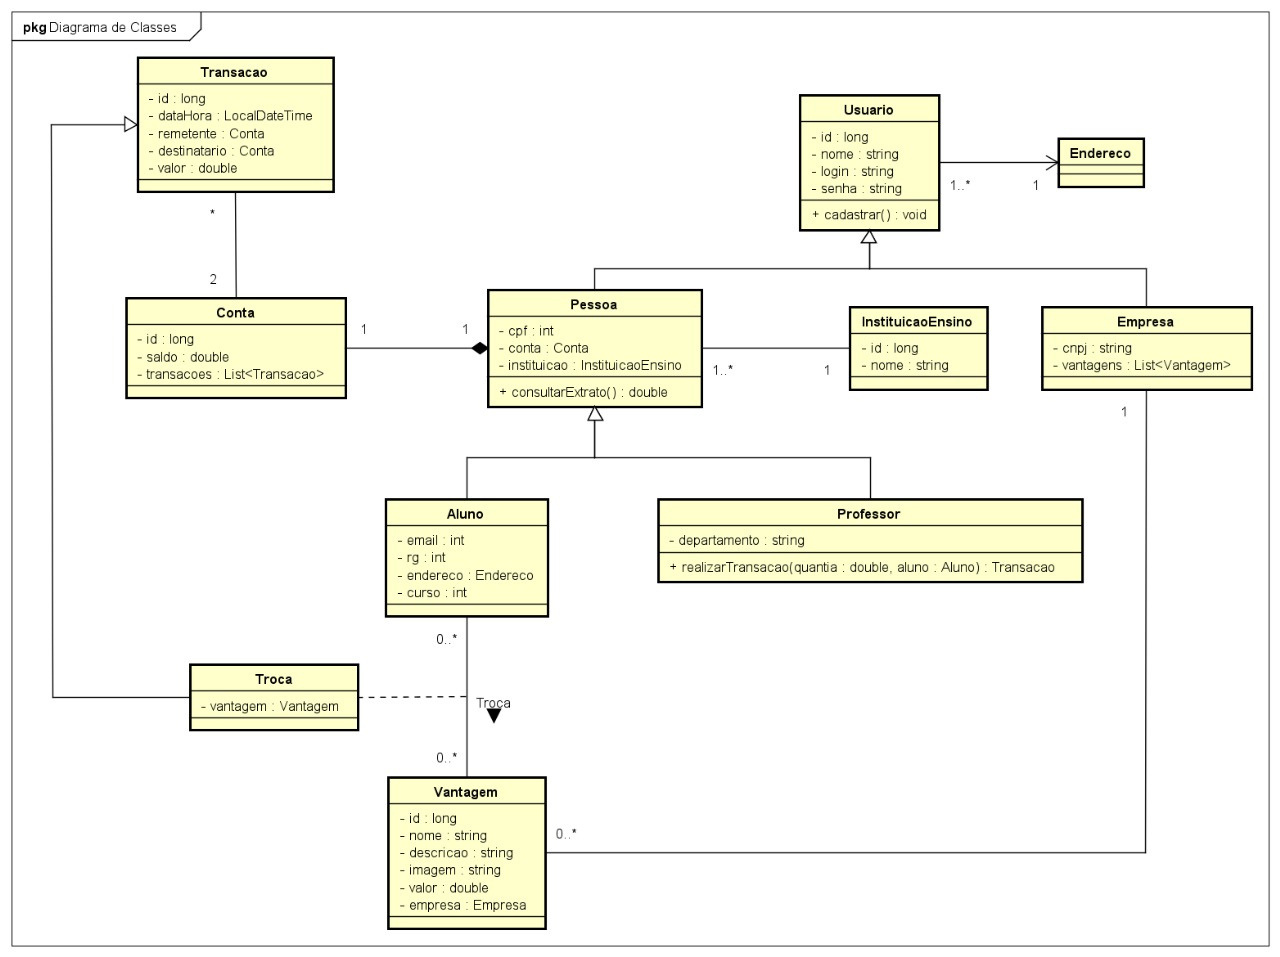 pkg Diagrama de Classes
Transacao
- id : long
- dataHora : LocalDateTime
- remetente : Conta
- destinatario : Conta
- valor : double
*
2
Usuario
- id : long
- nome : string
- login : string
- senha : string
+ cadastrar() : void
1..*
1
Endereco
Conta
- id : long
- saldo : double
- transacoes : List<Transacao>
1
1
Pessoa
- cpf : int
- conta : Conta
- instituicao : InstituicaoEnsino
+ consultarExtrato() : double
1..*
1
InstituicaoEnsino
- id : long
- nome : string
Empresa
- cnpj : string
- vantagens : List<Vantagem>
1
Aluno
- email : int
- rg : int
- endereco : Endereco
- curso : int
0..*
Professor
- departamento : string
+ realizarTransacao(quantia : double, aluno : Aluno) : Transacao
Troca
- vantagem : Vantagem
Troca
0..*
Vantagem
- id : long
- nome : string
- descricao : string
- imagem : string
- valor : double
- empresa : Empresa
0..*